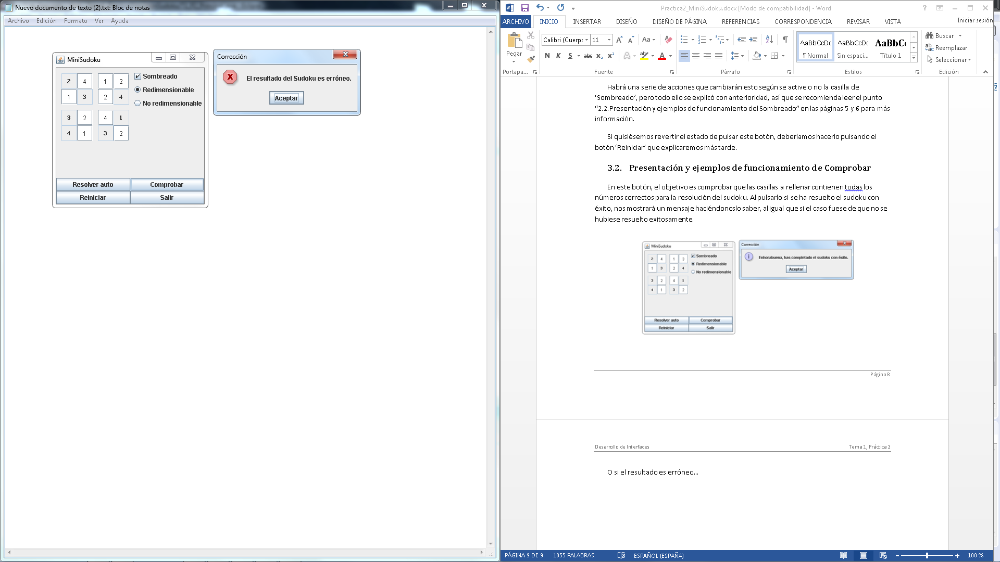 Nuevo documento de texto (2).txt: Bloc de notas
Archivo Edición Formato Ver Ayuda
MiniSudoku
2 4 1 2
1 3 2 4
3 2 4 1
4 1 3 2
Sombreado
Redimensionable
No redimensionable
Resolver auto Comprobar
Reiniciar Salir
Corrección
El resultado del Sudoku es erróneo.
Aceptar
Practica2_MiniSudoku.docx [Modo de compatibilidad] - Word
ARCHIVO INICIO INSERTAR DISEÑO DISEÑO DE PÁGINA REFERENCIAS CORRESPONDENCIA REVISAR VISTA Iniciar sesión
Pegar
Portapa...
Calibri (Cuerpo 11
N K S abc x₂ x²
Fuente
Párrafo
AaBbCcDc AaBbCcDc AaBbC
¶ Normal Sin espaci... Título 1
Estilos
Buscar
Reemplazar
Seleccionar
Edición
Habrá una serie de acciones que cambiarán esto según se active o no la casilla de
‘Sombreado’, pero todo ello se explicó con anterioridad, así que se recomienda leer el punto
“2.2.Presentación y ejemplos de funcionamiento del Sombreado” en las páginas 5 y 6 para más
información.
Si quisiésemos revertir el estado de pulsar este botón, deberíamos hacerlo pulsando el
botón ‘Reiniciar’ que explicaremos más tarde.
3.2. Presentación y ejemplos de funcionamiento de Comprobar
En este botón, el objetivo es comprobar que las casillas a rellenar contienen todas los
números correctos para la resolución del sudoku. Al pulsarlo si se ha resuelto el sudoku con
éxito, nos mostrará un mensaje haciéndonoslo saber, al igual que si el caso fuese de que no se
hubiese resuelto exitosamente.
MiniSudoku
2 4 1 3
1 3 2 4
3 2 4 1
4 1 3 2
Sombreado
Redimensionable
No redimensionable
Resolver auto Comprobar
Reiniciar Salir
Corrección
Enhorabuena, has completado el sudoku con éxito.
Aceptar
Página 8
Desarrollo de Interfaces Tema 1, Práctica 2
O si el resultado es erróneo...
PÁGINA 9 DE 9 1055 PALABRAS ESPAÑOL (ESPAÑA) 100 %